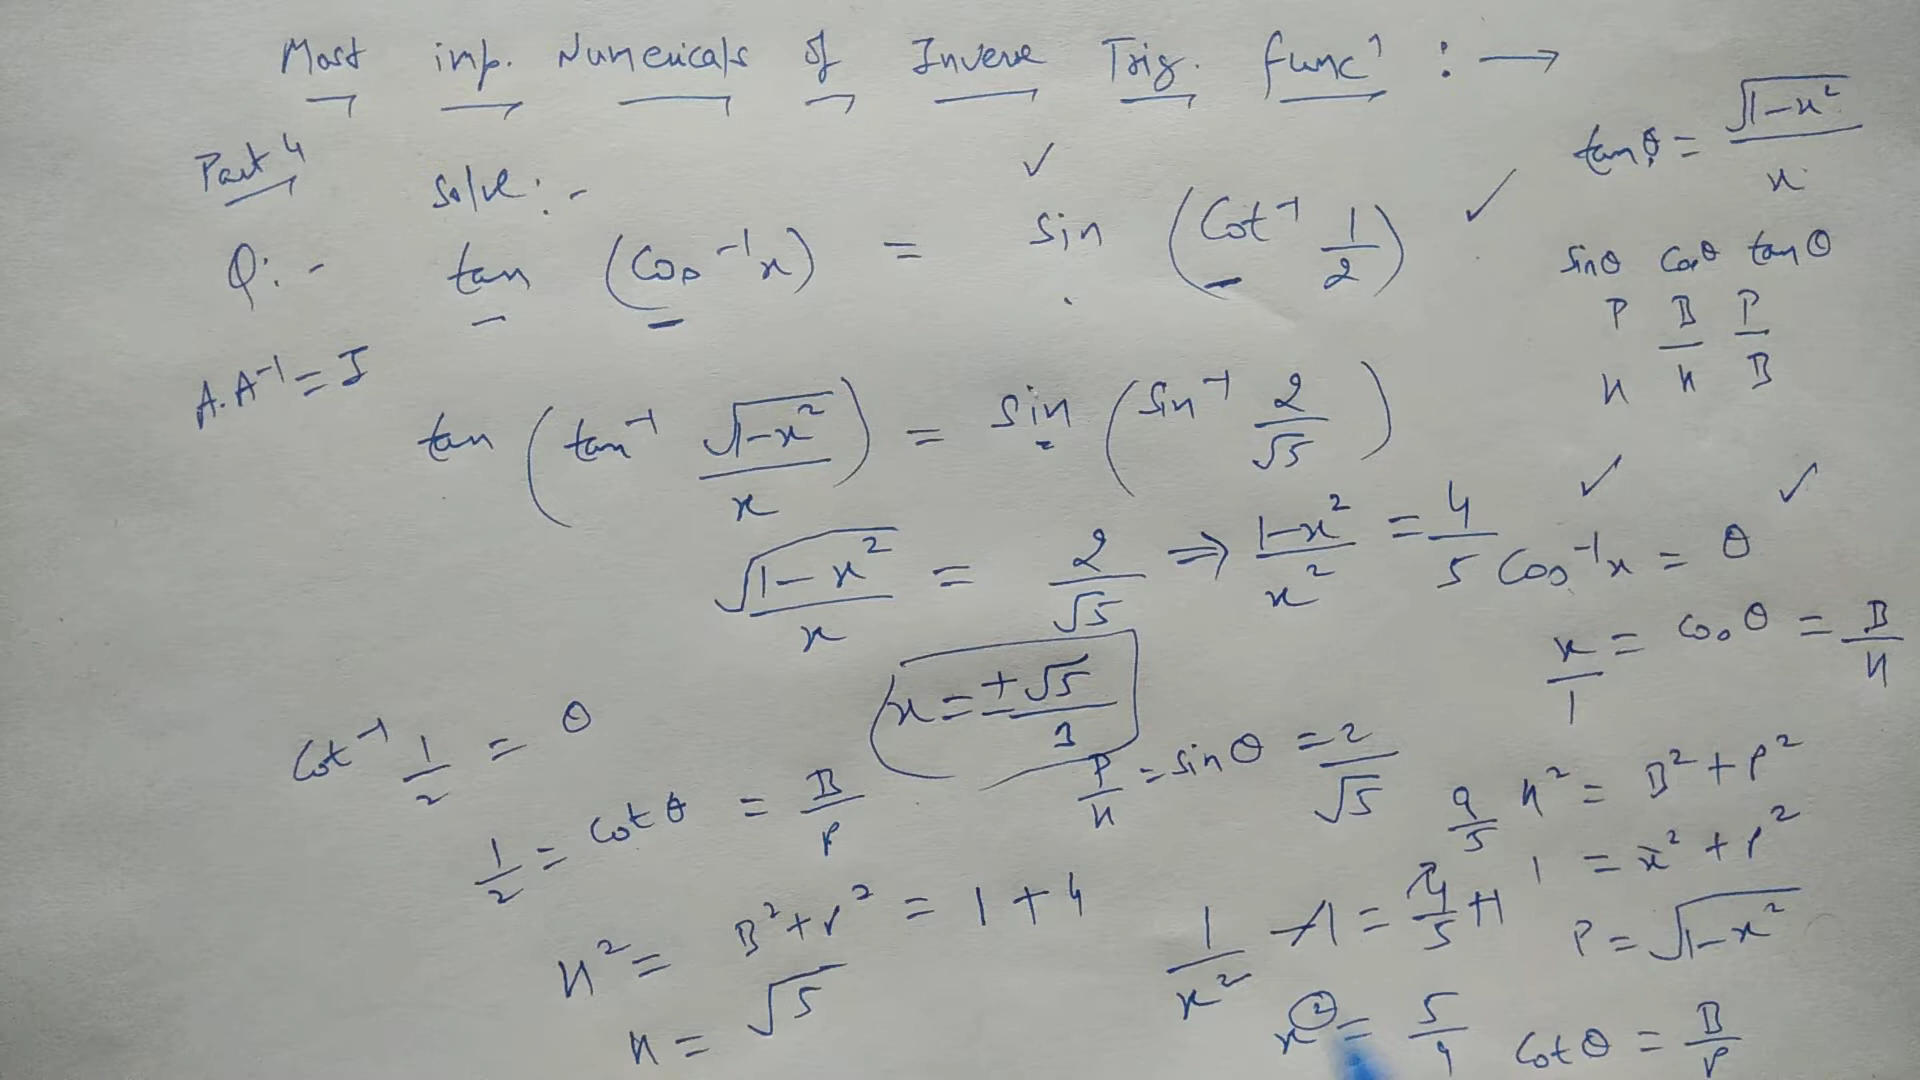 Most imp. Numericals of Inverse Trig. func^n :→
Part 4
Solve:-
tanθ = √(1-x²)/x
Q:- tan (Cos⁻¹x) = sin (Cot⁻¹ 1/2)
sinθ Cosθ tanθ
P/H B/H P/B
A.A⁻¹ = I
tan (tan⁻¹ √(1-x²)/x) = sin (sin⁻¹ 2/√5)
√(1-x²)/x = 2/√5 ⇒ (1-x²)/x² = 4/5
Cos⁻¹x = θ
x/1 = Cosθ = B/H
x = ±√5/3
Cot⁻¹ 1/2 = θ
1/2 = Cotθ = B/P
P/H = sinθ = 2/√5
H² = B²+P² = 1+4
H = √5
H² = B²+P²
1 = x²+P²
P = √(1-x²)
9/5
1/x² -1 = 4/5 +1
x² = 5/9
Cotθ = B/P